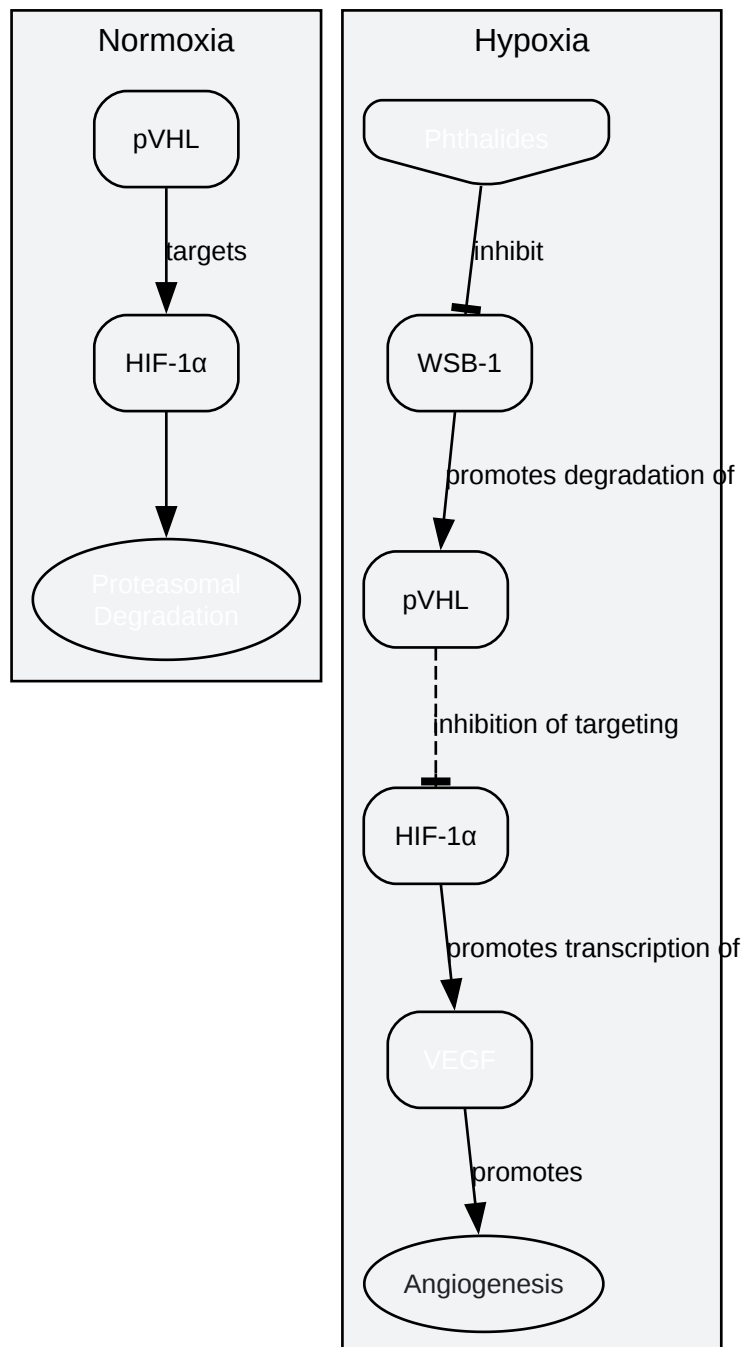 Normoxia
pVHL
targets
HIF-1α
Proteasomal
Degradation
Hypoxia
Phthalides
inhibit
WSB-1
promotes degradation of
pVHL
inhibition of targeting
HIF-1α
promotes transcription of
VEGF
promotes
Angiogenesis